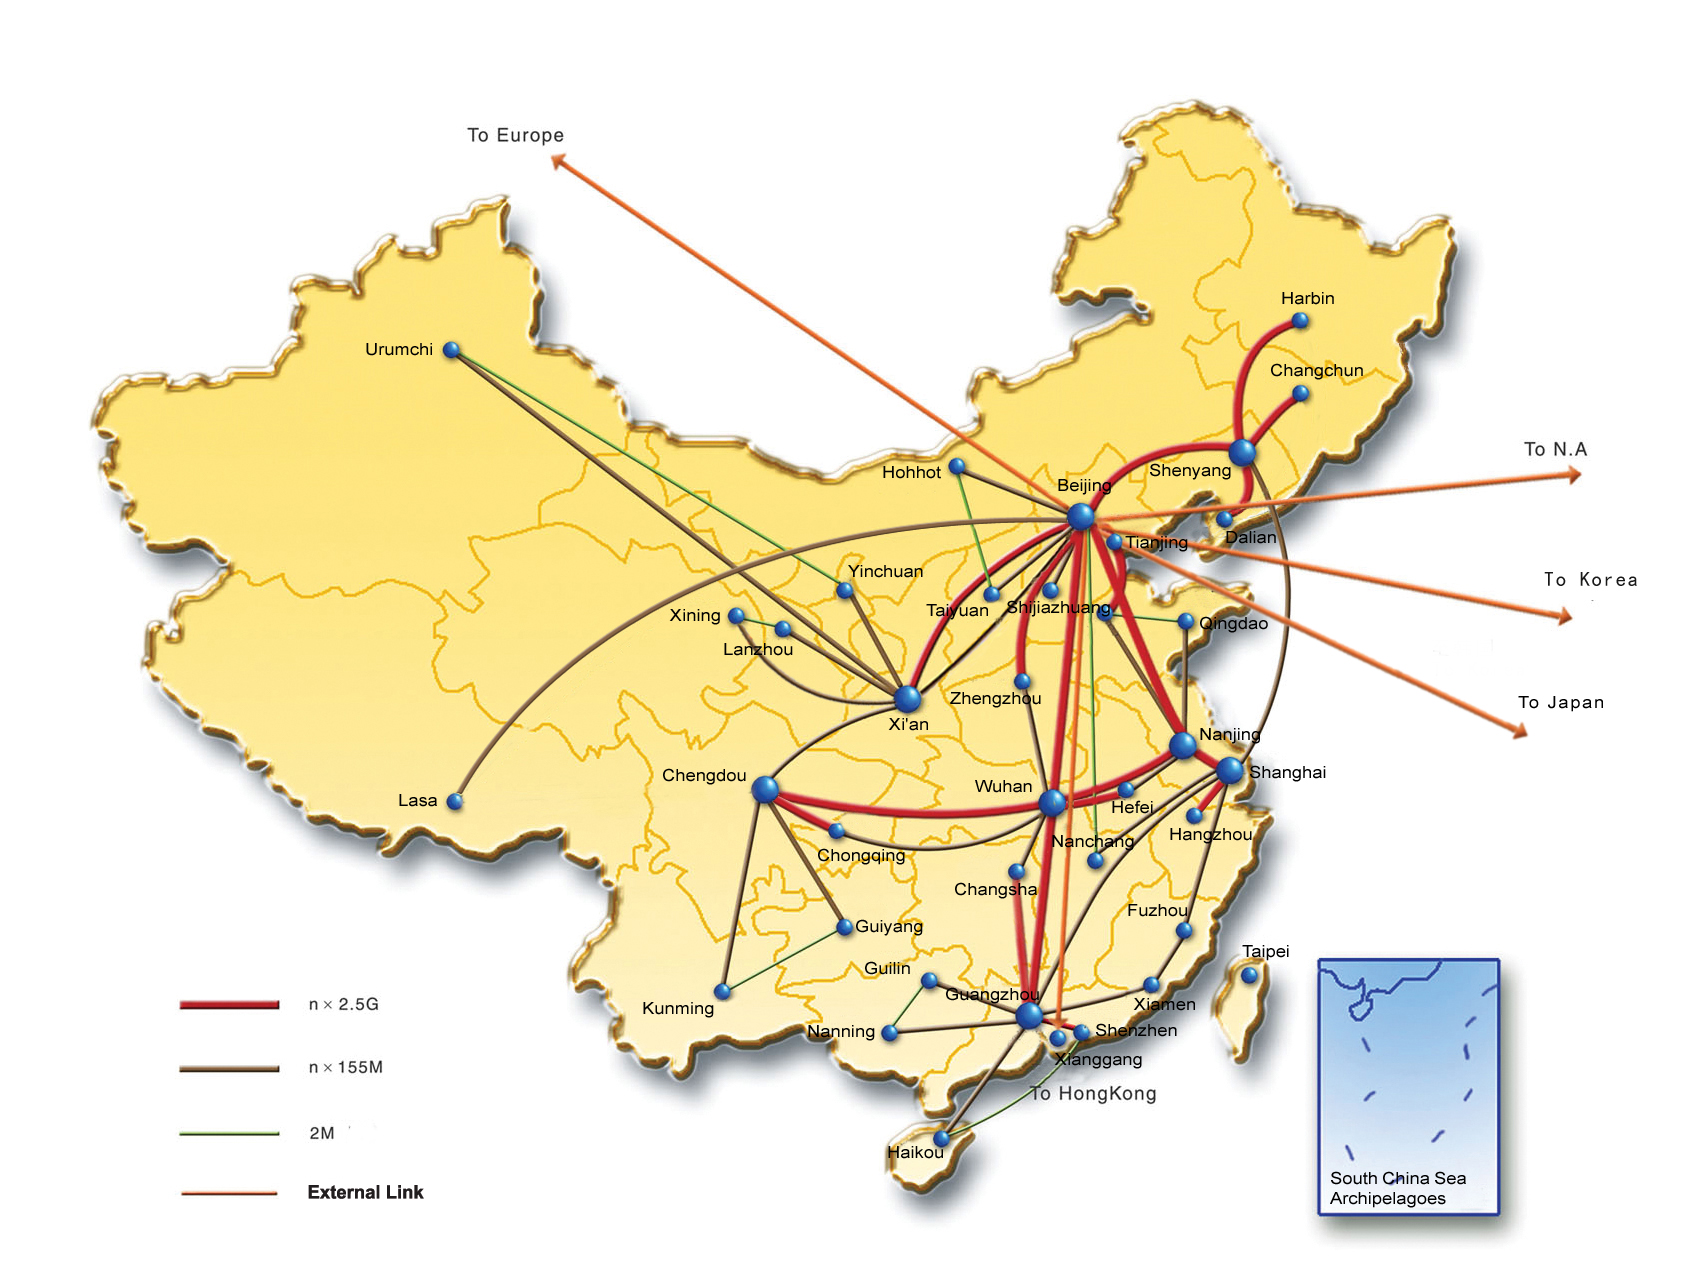 To Europe
Harbin
Urumchi
Changchun
To N.A
Hohhot
Shenyang
Beijing
Tianjing
Dalian
Yinchuan
To Korea
Xining
Taiyuan
Shijiazhuang
Qingdao
Lanzhou
Zhengzhou
To Japan
Xi'an
Nanjing
Chengdou
Shanghai
Lasa
Wuhan
Hefei
Hangzhou
Nanchang
Chongqing
Changsha
Fuzhou
Guiyang
Taipei
Guilin
Guangzhou
Kunming
Xiamen
Nanning
Shenzhen
Xianggang
To HongKong
Haikou
n × 2.5G
n × 155M
2M
External Link
South China Sea
Archipelagoes